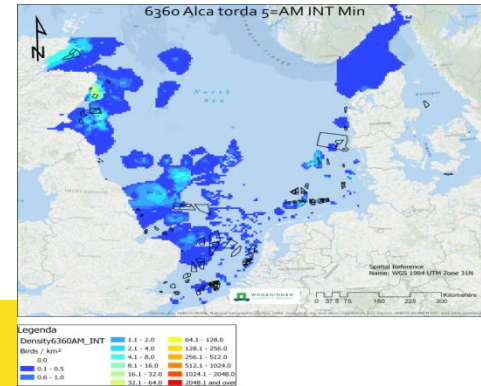 6360 Alca torda 5=AM INT Min
N
North
Sea
Spatial Reference
Name: WGS 1984 UTM Zone 31N
WAGENINGEN
0 37.5 75 150 225 300
Kilometers
Legenda
Density6360AM_INT
Birds / km²
0.0
0.1 - 0.5
0.6 - 1.0
1.1 - 2.0
2.1 - 4.0
4.1 - 8.0
8.1 - 16.0
16.1 - 32.0
32.1 - 64.0
64.1 - 128.0
128.1 - 256.0
256.1 - 512.0
512.1 - 1024.0
1024.1 - 2048.0
2048.1 and over